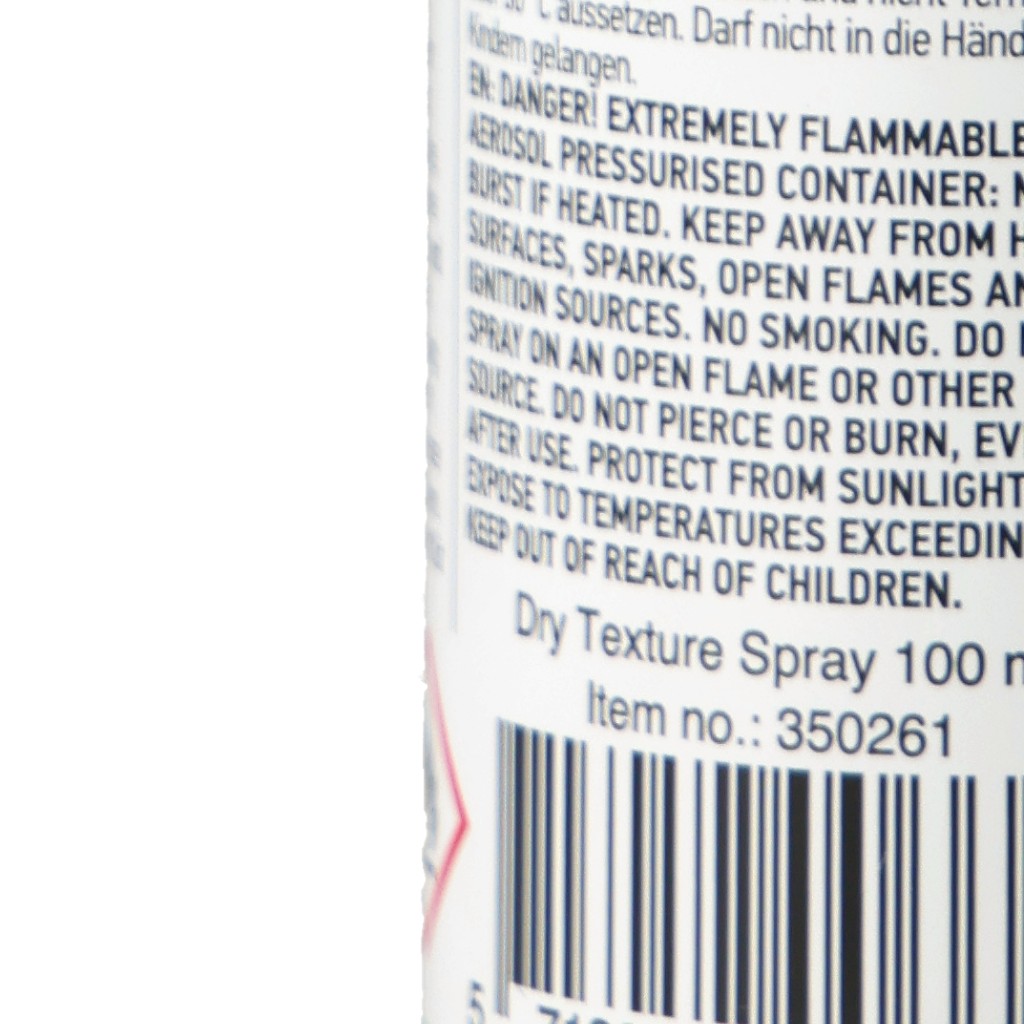 C aussetzen. Darf nicht in die Händ
Kindern gelangen.
EN: DANGER! EXTREMELY FLAMMABLE
AEROSOL PRESSURISED CONTAINER: M
BURST IF HEATED. KEEP AWAY FROM H
SURFACES, SPARKS, OPEN FLAMES AN
IGNITION SOURCES. NO SMOKING. DO
SPRAY ON AN OPEN FLAME OR OTHER
SOURCE. DO NOT PIERCE OR BURN, EV
AFTER USE. PROTECT FROM SUNLIGHT
EXPOSE TO TEMPERATURES EXCEEDIN
KEEP OUT OF REACH OF CHILDREN.
Dry Texture Spray 100 m
Item no.: 350261
5